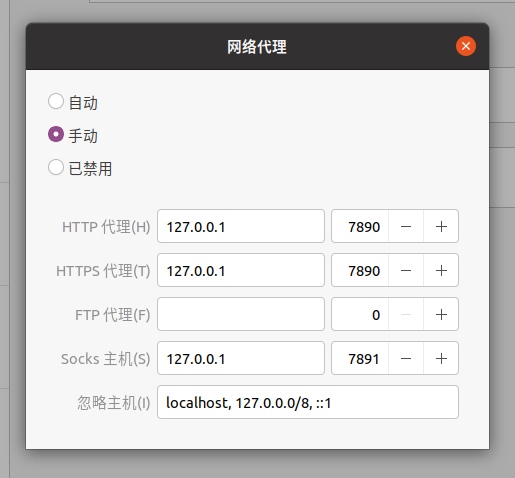 网络代理
自动
手动
已禁用
HTTP 代理(H) 127.0.0.1 7890
HTTPS 代理(T) 127.0.0.1 7890
FTP 代理(F) 0
Socks 主机(S) 127.0.0.1 7891
忽略主机(I) localhost, 127.0.0.0/8, ::1